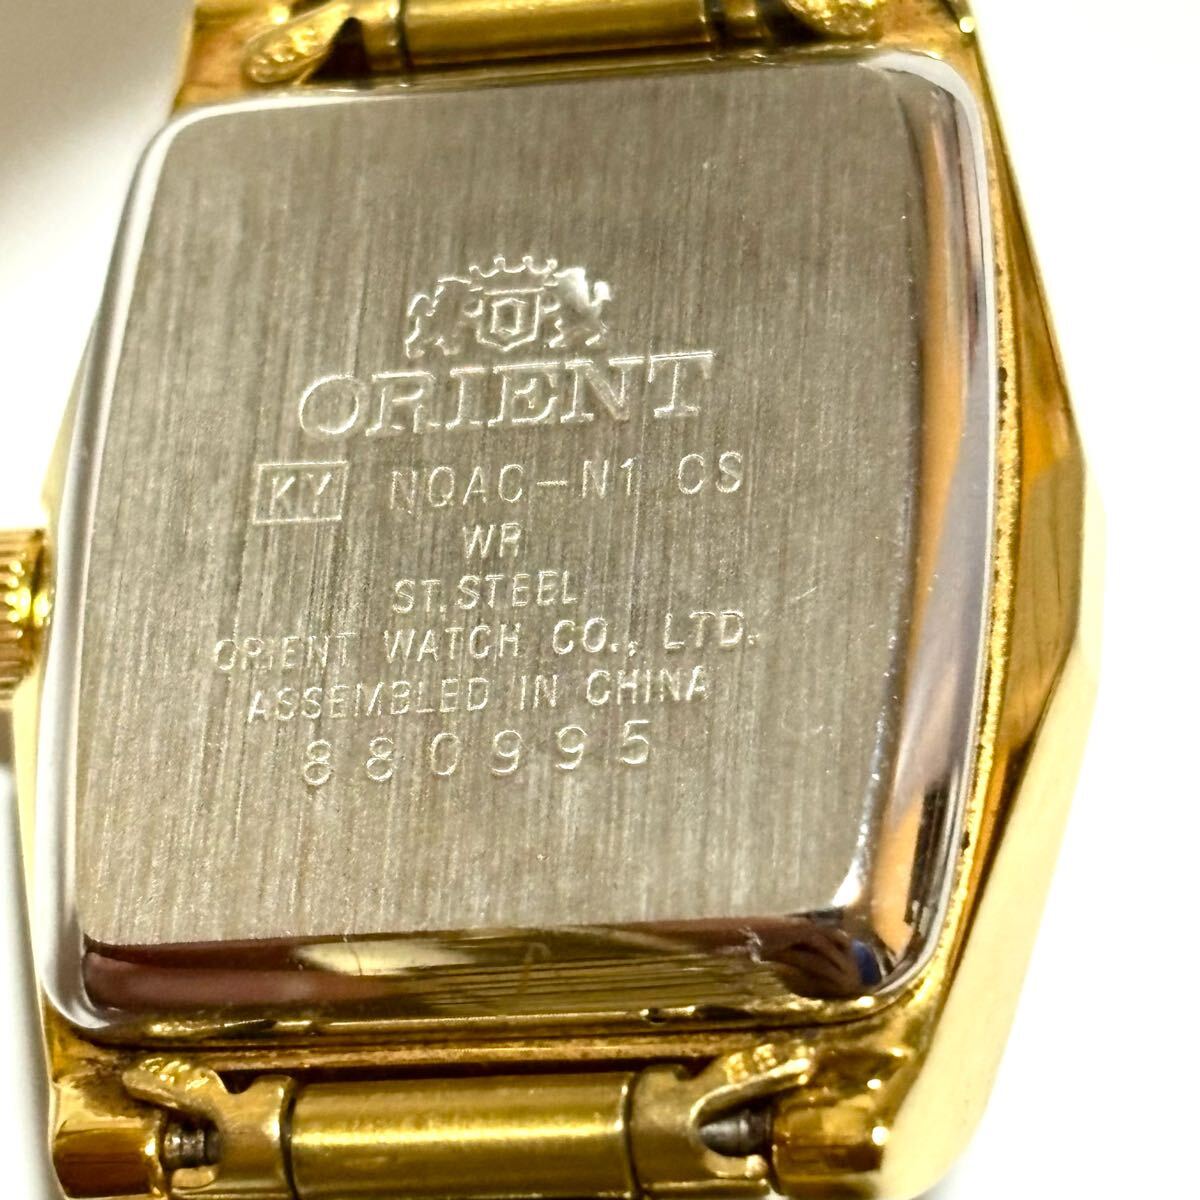 ORIENT
KY NQAC-N1 CS
WR
ST.STEEL
ORIENT WATCH CO., LTD.
ASSEMBLED IN CHINA
880995